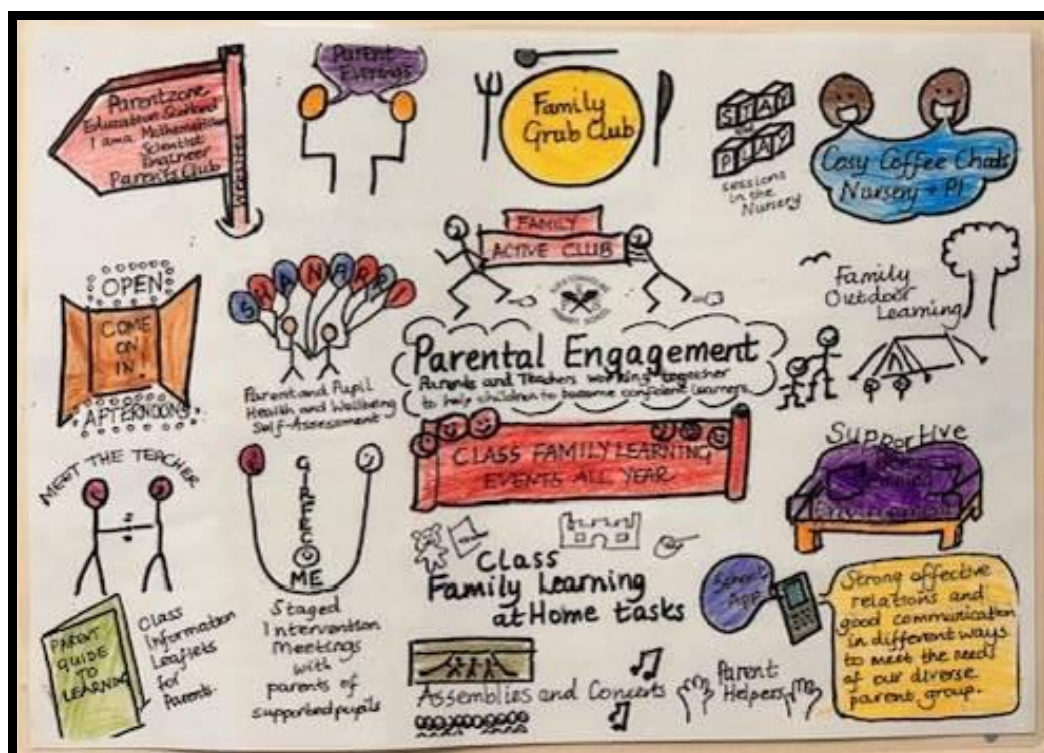 Parentzone
Education Scotland
I am a Mathematician
Scientist
Engineer
Parents Club
WEBSITES
Parent
Evenings
Family
Grub Club
STAY
and
PLAY
sessions
in the
Nursery
Cosy Coffee Chats
Nursery + P1
FAMILY
ACTIVE CLUB
PRIMARY SCHOOL
OPEN
COME
ON
IN!
AFTERNOONS
SHANARRI
Parent and Pupil
Health and Wellbeing
Self-Assessment
Family
Outdoor
Learning
Parental Engagement
Parents and Teachers working together
to help children to become confident learners.
CLASS FAMILY LEARNING
EVENTS ALL YEAR
Supportive
MEET THE TEACHER
GIRFEC
ME
Staged
Intervention
Meetings
with
parents of
supported pupils
Class
Family Learning
at Home tasks
School
App
Strong effective
relations and
good communication
in different ways
to meet the needs
of our diverse
parent group.
PARENT
GUIDE
TO
LEARNING
Class
Information
Leaflets
for
Parents.
Assemblies and Concerts
Parent
Helpers